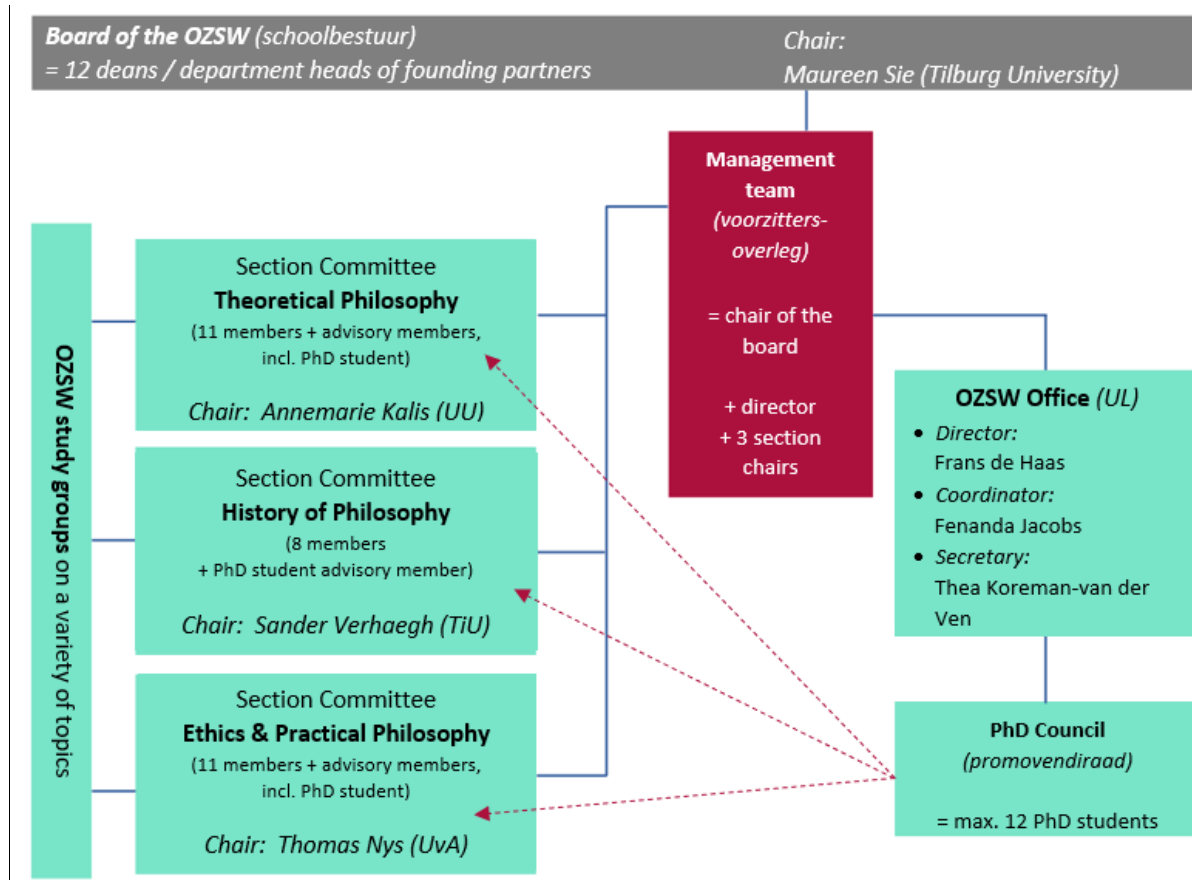 Board of the OZSW (schoolbestuur)
= 12 deans / department heads of founding partners
Chair:
Maureen Sie (Tilburg University)
Management
team
(voorzitters-
overleg)
= chair of the
board
+ director
+ 3 section
chairs
OZSW study groups on a variety of topics
Section Committee
Theoretical Philosophy
(11 members + advisory members,
incl. PhD student)
Chair: Annemarie Kalis (UU)
Section Committee
History of Philosophy
(8 members
+ PhD student advisory member)
Chair: Sander Verhaegh (TiU)
Section Committee
Ethics & Practical Philosophy
(11 members + advisory members,
incl. PhD student)
Chair: Thomas Nys (UvA)
OZSW Office (UL)
• Director:
Frans de Haas
• Coordinator:
Fenanda Jacobs
• Secretary:
Thea Koreman-van der
Ven
PhD Council
(promovendiraad)
= max. 12 PhD students